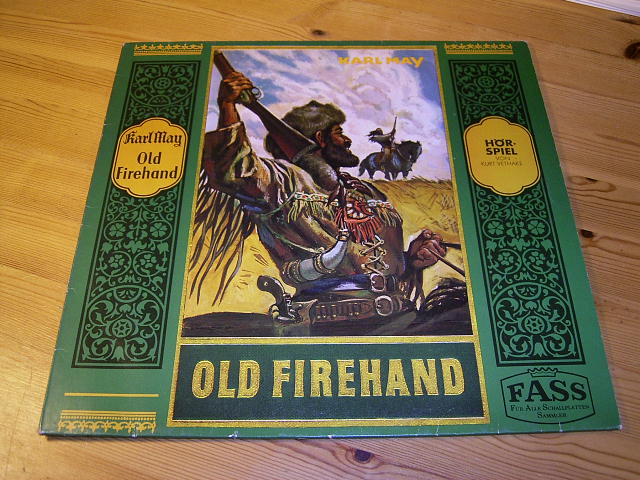 KARL MAY
Karl May
Old
Firehand
HÖR-
SPIEL
VON
KURT VETHAKE
OLD FIREHAND
FASS
FÜR ALLE SCHALLPLATTEN
SAMMLER